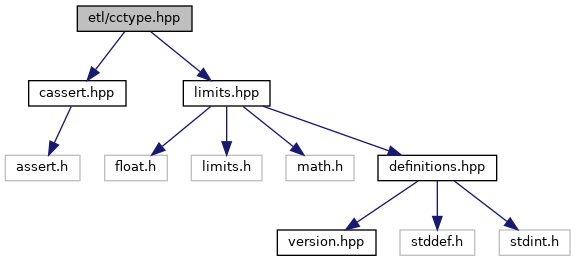 etl/cctype.hpp
cassert.hpp
limits.hpp
assert.h
float.h
limits.h
math.h
definitions.hpp
version.hpp
stddef.h
stdint.h